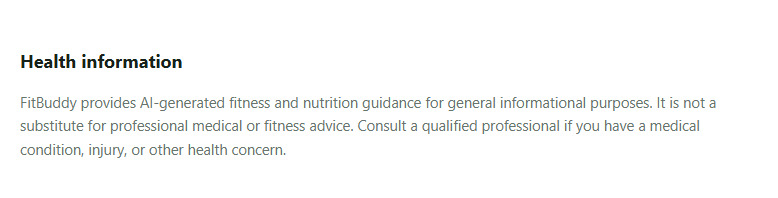 Health information
FitBuddy provides AI-generated fitness and nutrition guidance for general informational purposes. It is not a
substitute for professional medical or fitness advice. Consult a qualified professional if you have a medical
condition, injury, or other health concern.